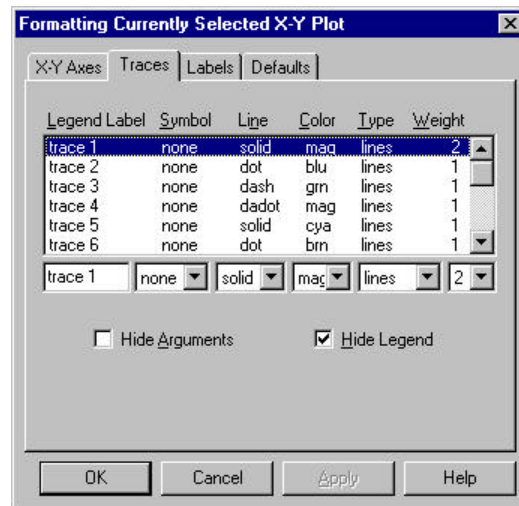 Formatting Currently Selected X-Y Plot
X-Y Axes Traces Labels Defaults
Legend Label Symbol Line Color Type Weight
trace 1 none solid mag lines 2
trace 2 none dot blu lines 1
trace 3 none dash grn lines 1
trace 4 none dadot mag lines 1
trace 5 none solid cya lines 1
trace 6 none dot brn lines 1
trace 1 none solid mag lines 2
Hide Arguments Hide Legend
OK Cancel Apply Help